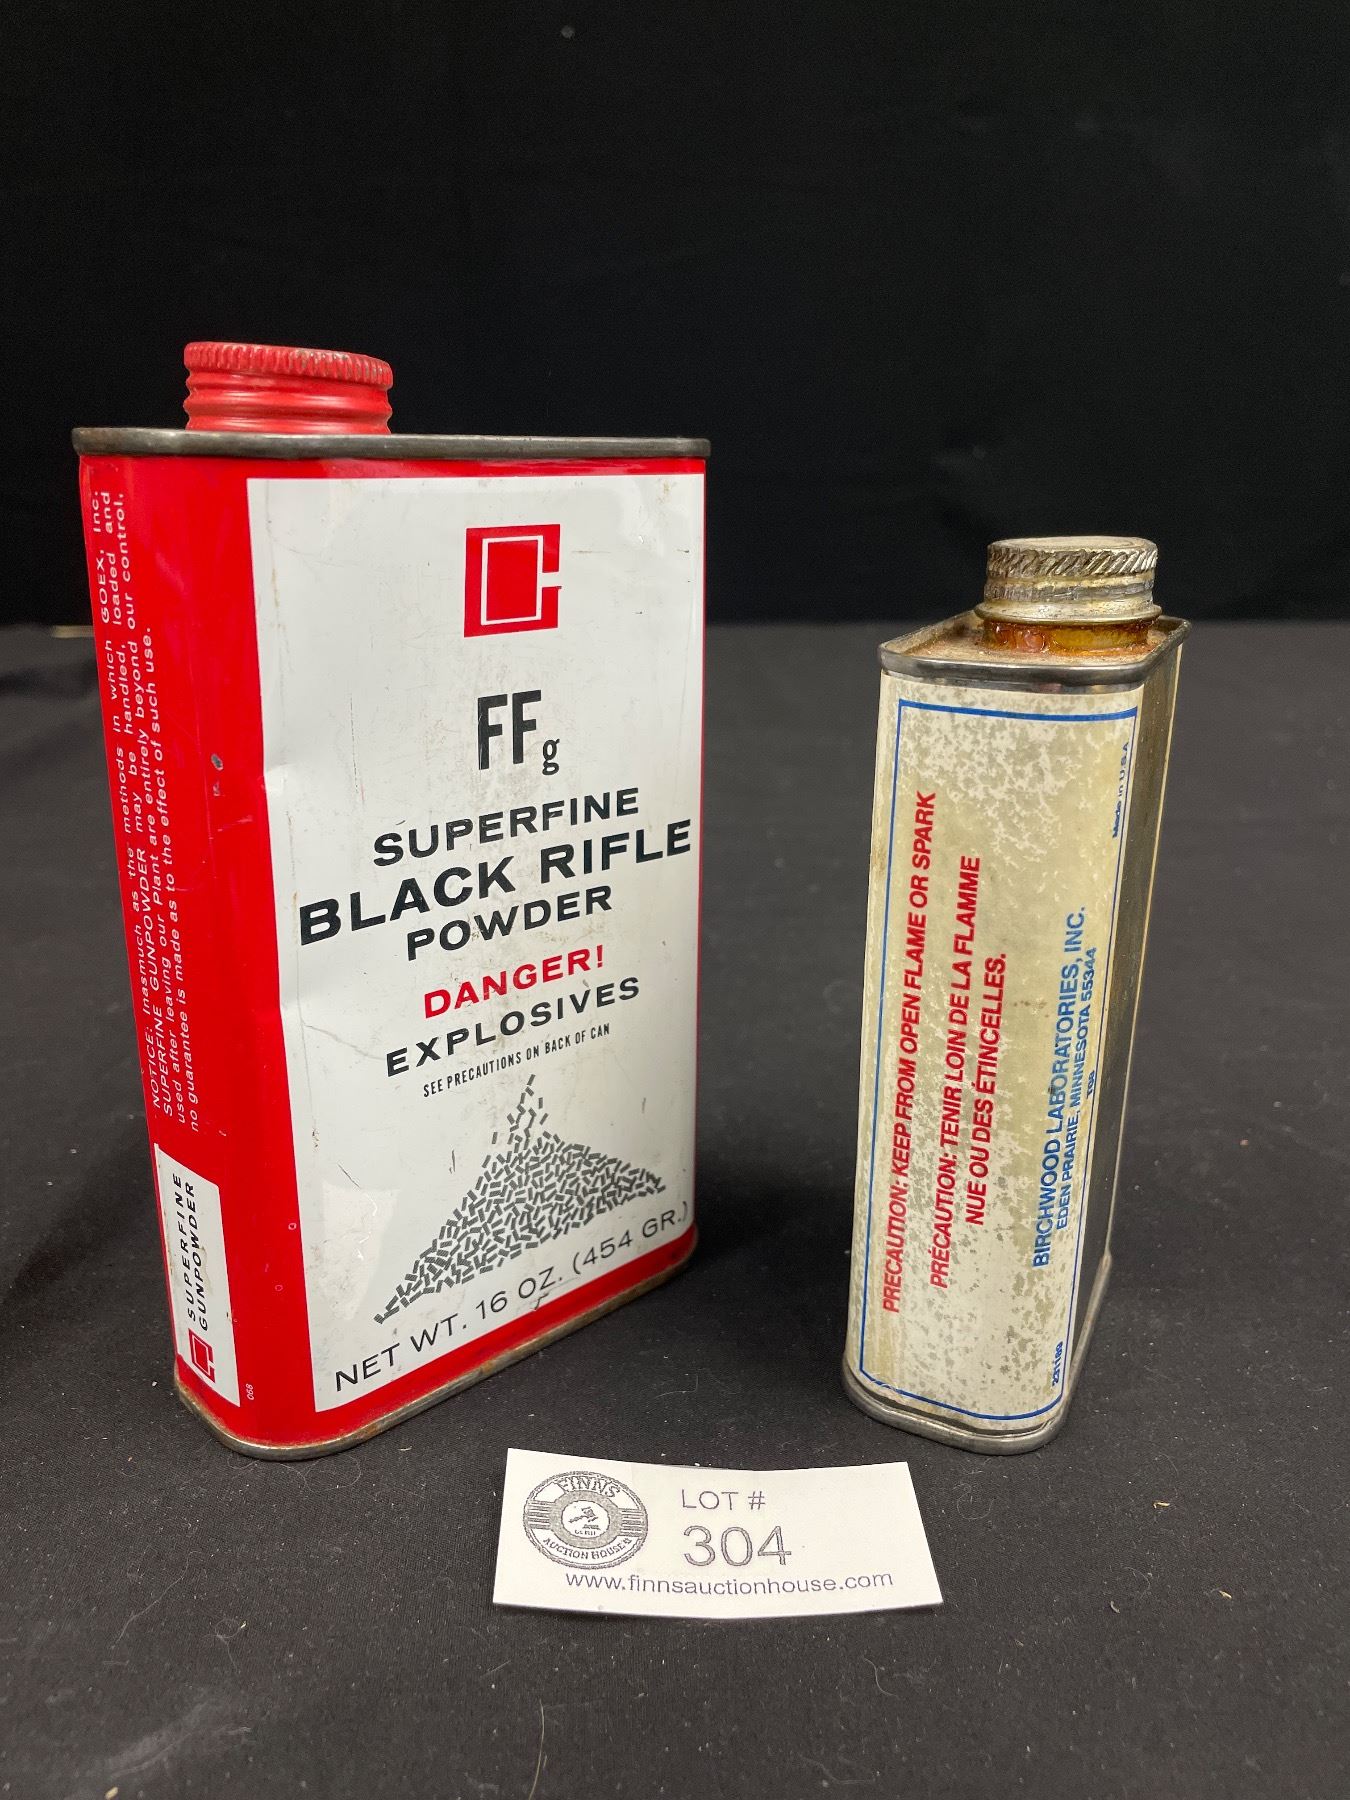 NOTICE: Inasmuch as the methods in which GOEX, Inc.
SUPERFINE GUNPOWDER may be handled, loaded and
used after leaving our Plant are entirely beyond our control.
no guarantee is made as to the effect of such use.
SUPERFINE
GUNPOWDER
068
FFg
SUPERFINE
BLACK RIFLE
POWDER
DANGER!
EXPLOSIVES
SEE PRECAUTIONS ON BACK OF CAN
NET WT. 16 OZ. (454 GR.)
PRECAUTION: KEEP FROM OPEN FLAME OR SPARK
PRÉCAUTION: TENIR LOIN DE LA FLAMME
NUE OU DES ÉTINCELLES.
BIRCHWOOD LABORATORIES, INC.
EDEN PRAIRIE, MINNESOTA 55344
Made in U.S.A
FINNS
AUCTION HOUSE
LOT #
304
www.finnsauctionhouse.com